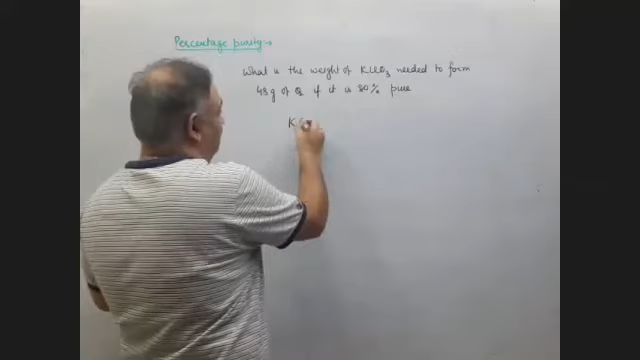 Percentage purity→
What is the weight of KClO3 needed to form
48 g of O2 if it is 80% pure
K